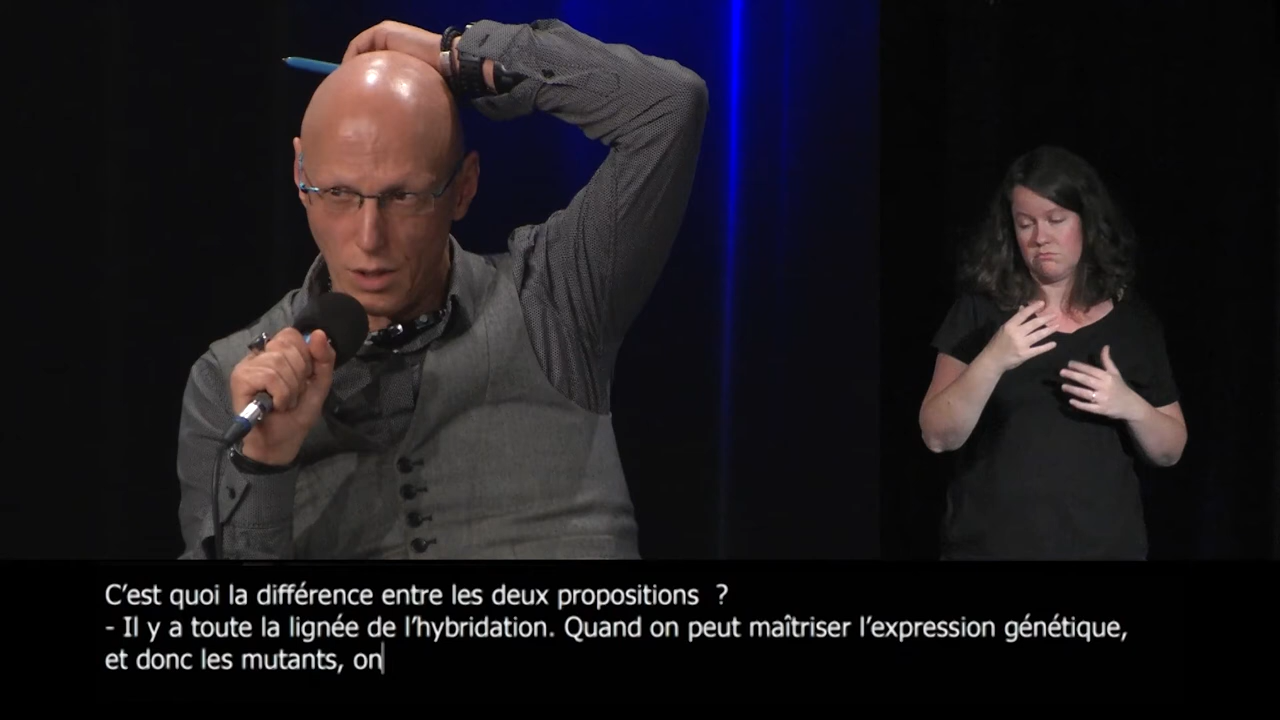 C’est quoi la différence entre les deux propositions  ?
- Il y a toute la lignée de l’hybridation. Quand on peut maîtriser l’expression génétique,
et donc les mutants, on